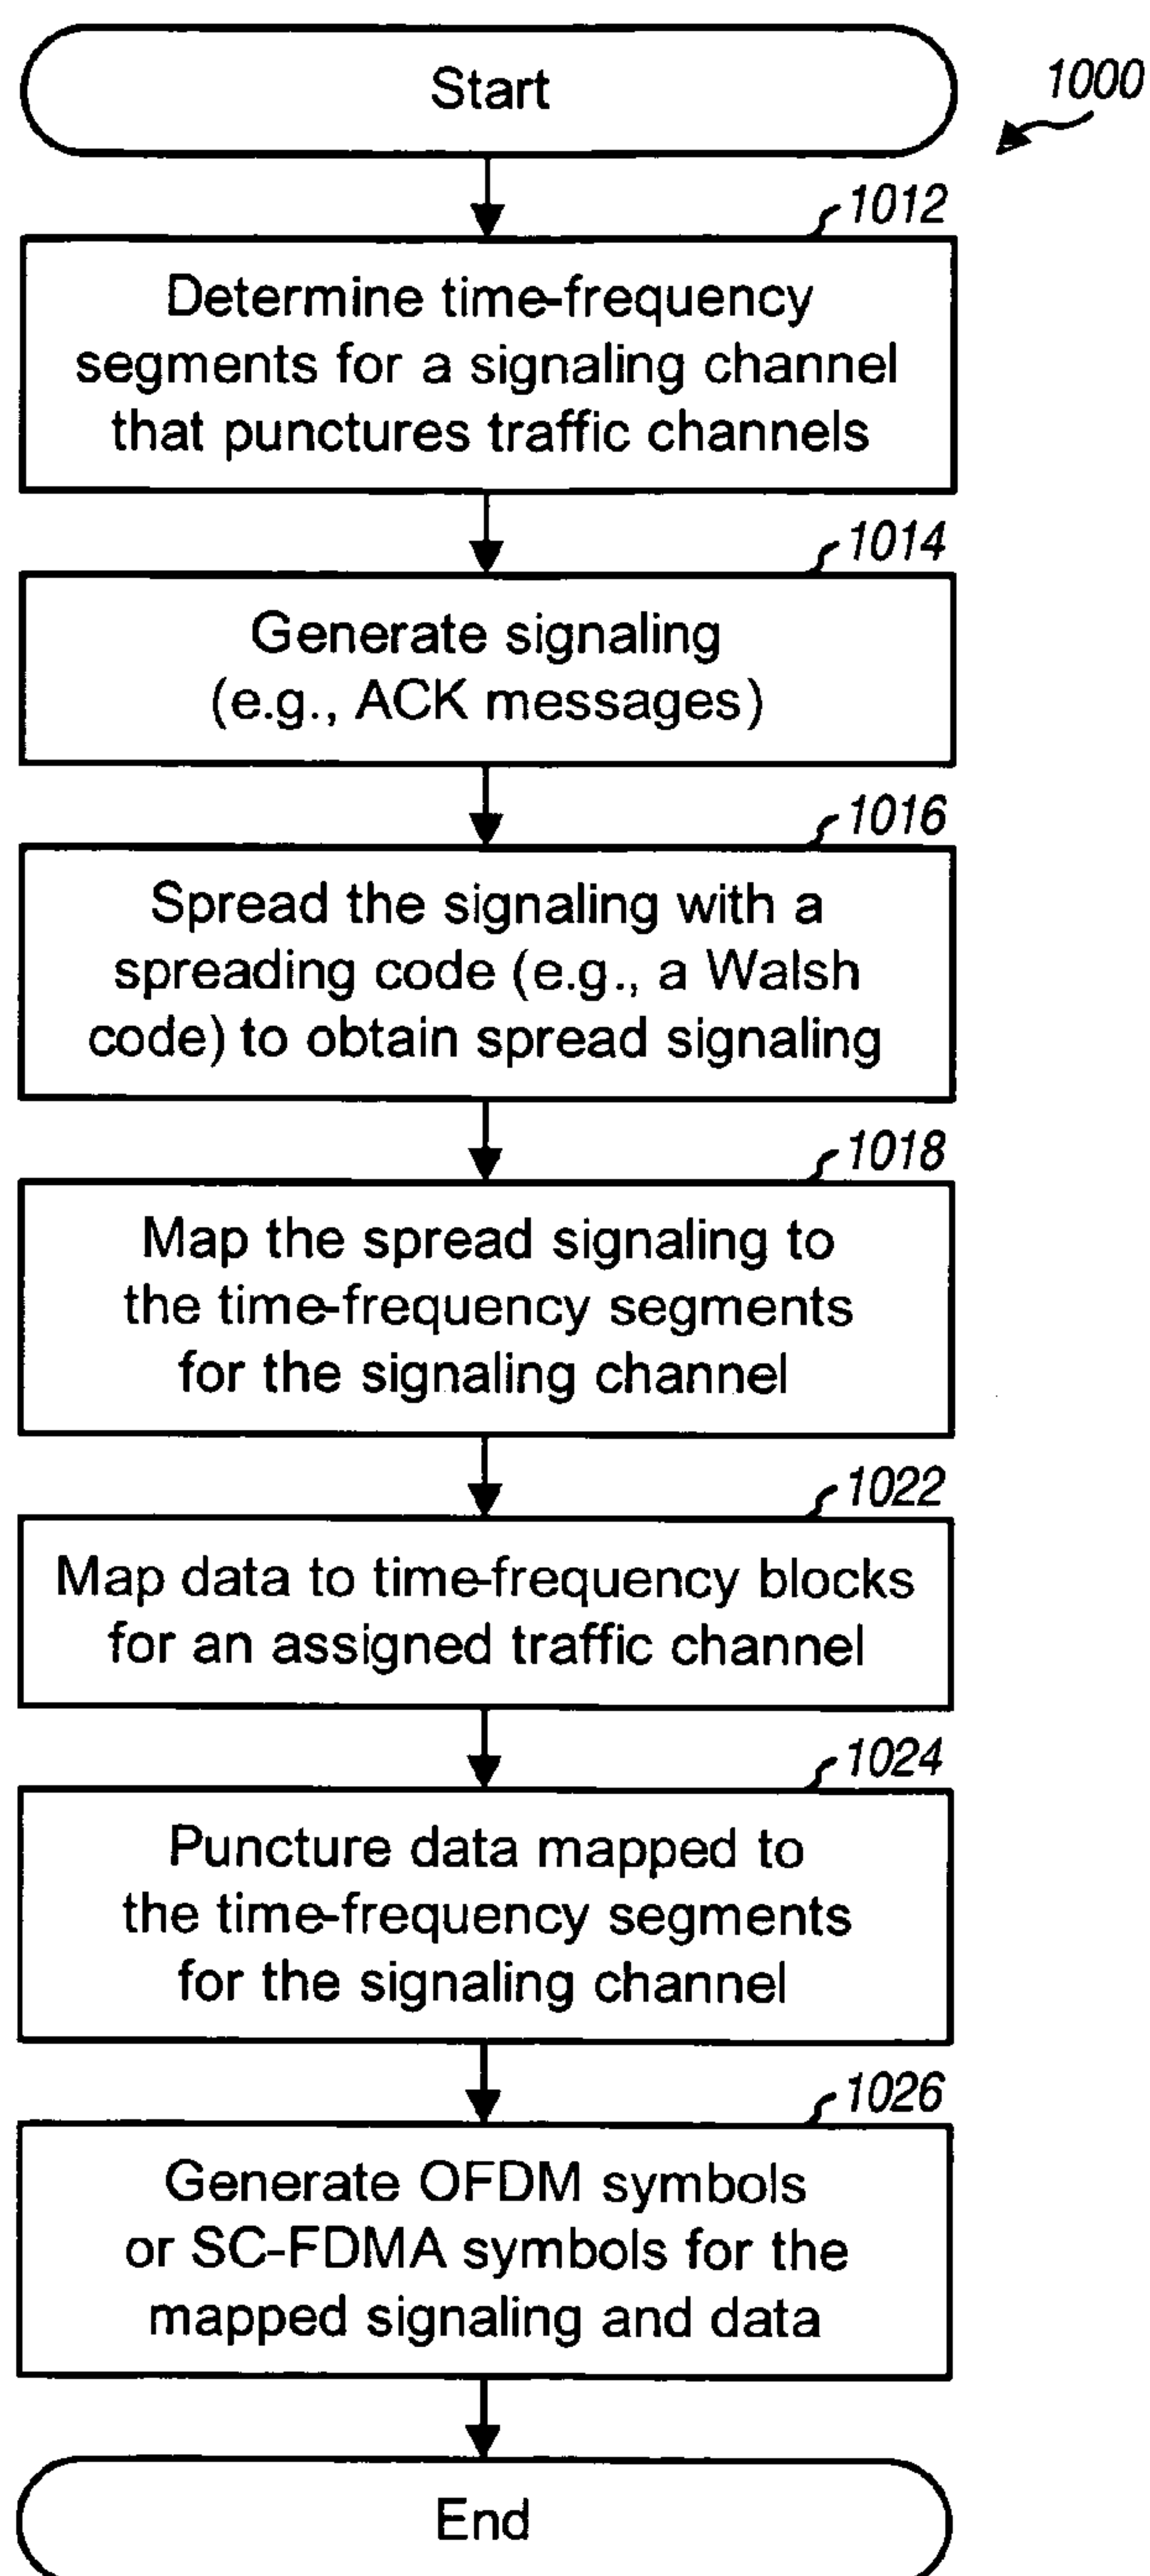 Start
1000
1012
Determine time-frequency
segments for a signaling channel
that punctures traffic channels
1014
Generate signaling
(e.g., ACK messages)
1016
Spread the signaling with a
spreading code (e.g., a Walsh
code) to obtain spread signaling
1018
Map the spread signaling to
the time-frequency segments
for the signaling channel
1022
Map data to time-frequency blocks
for an assigned traffic channel
1024
Puncture data mapped to
the time-frequency segments
for the signaling channel
1026
Generate OFDM symbols
or SC-FDMA symbols for the
mapped signaling and data
End